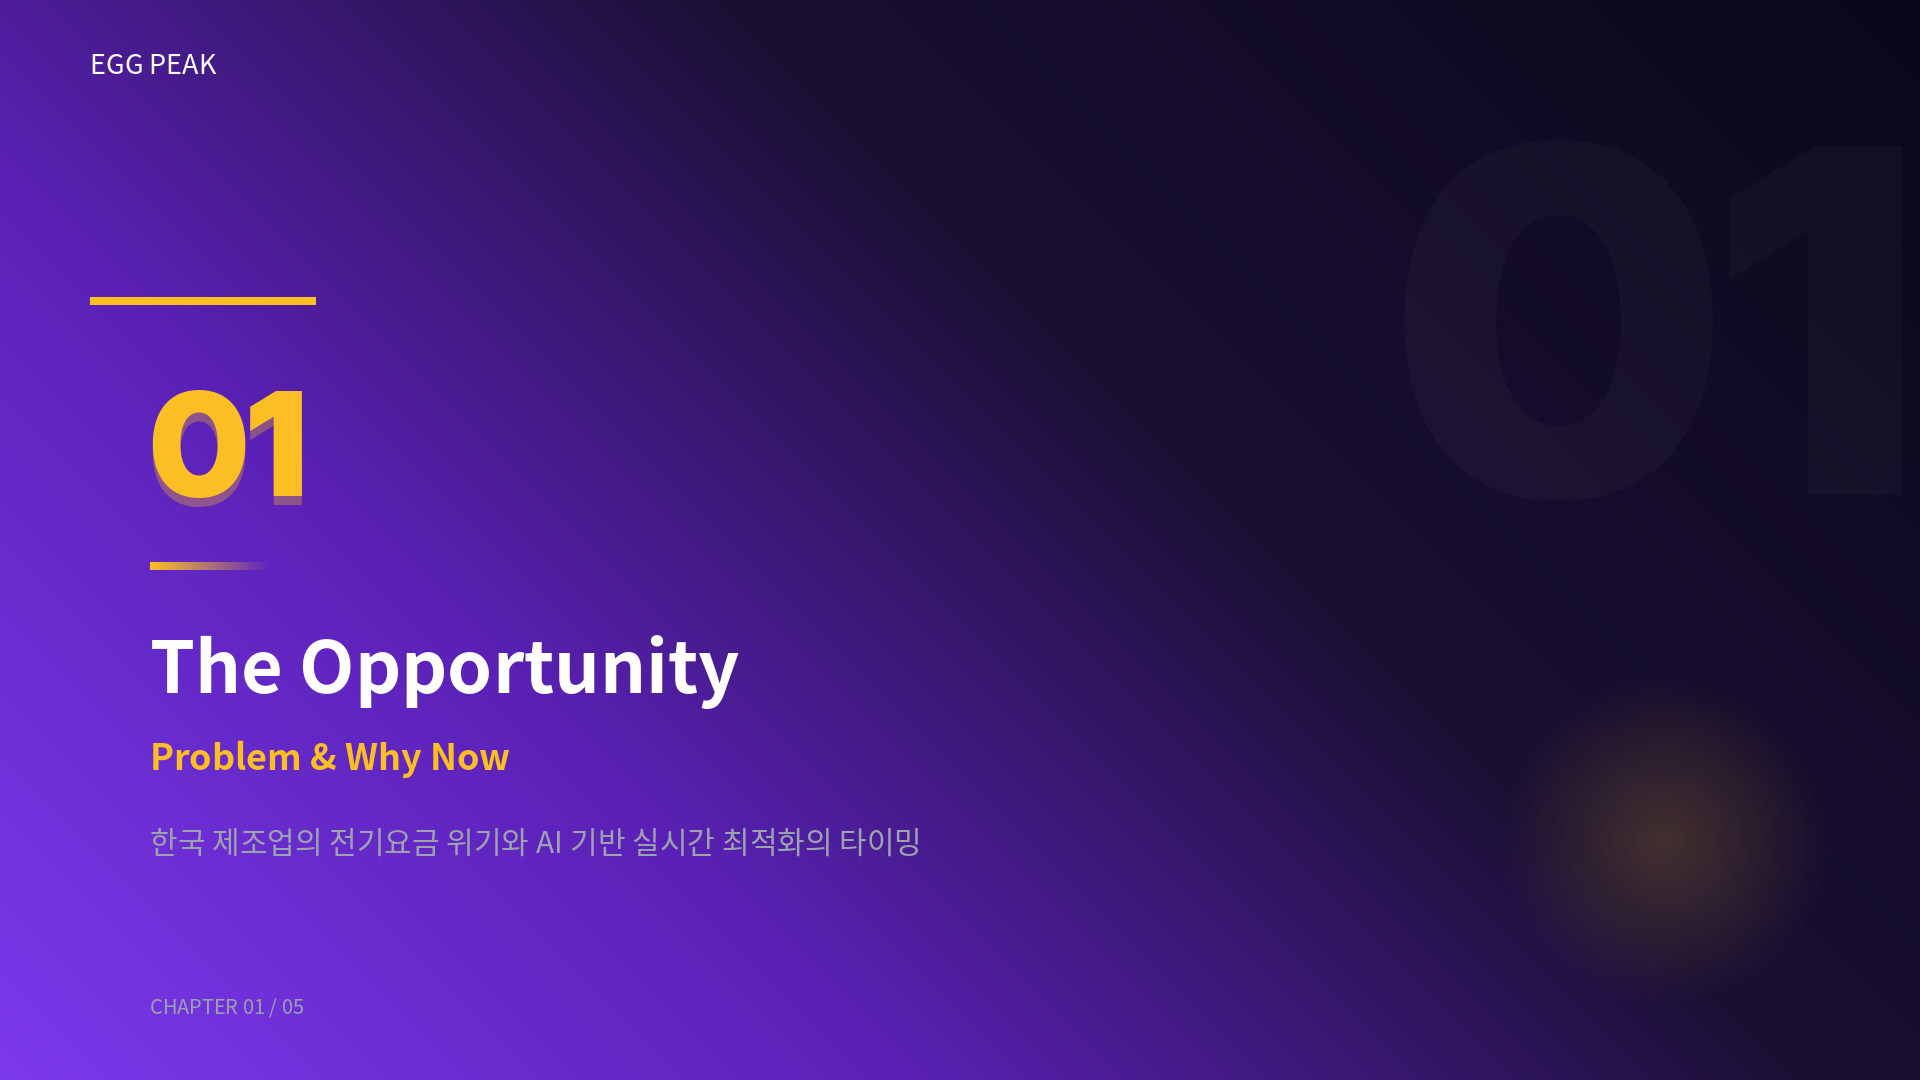 EGG PEAK
01
01
The Opportunity
Problem & Why Now
한국 제조업의 전기요금 위기와 AI 기반 실시간 최적화의 타이밍
CHAPTER 01 / 05